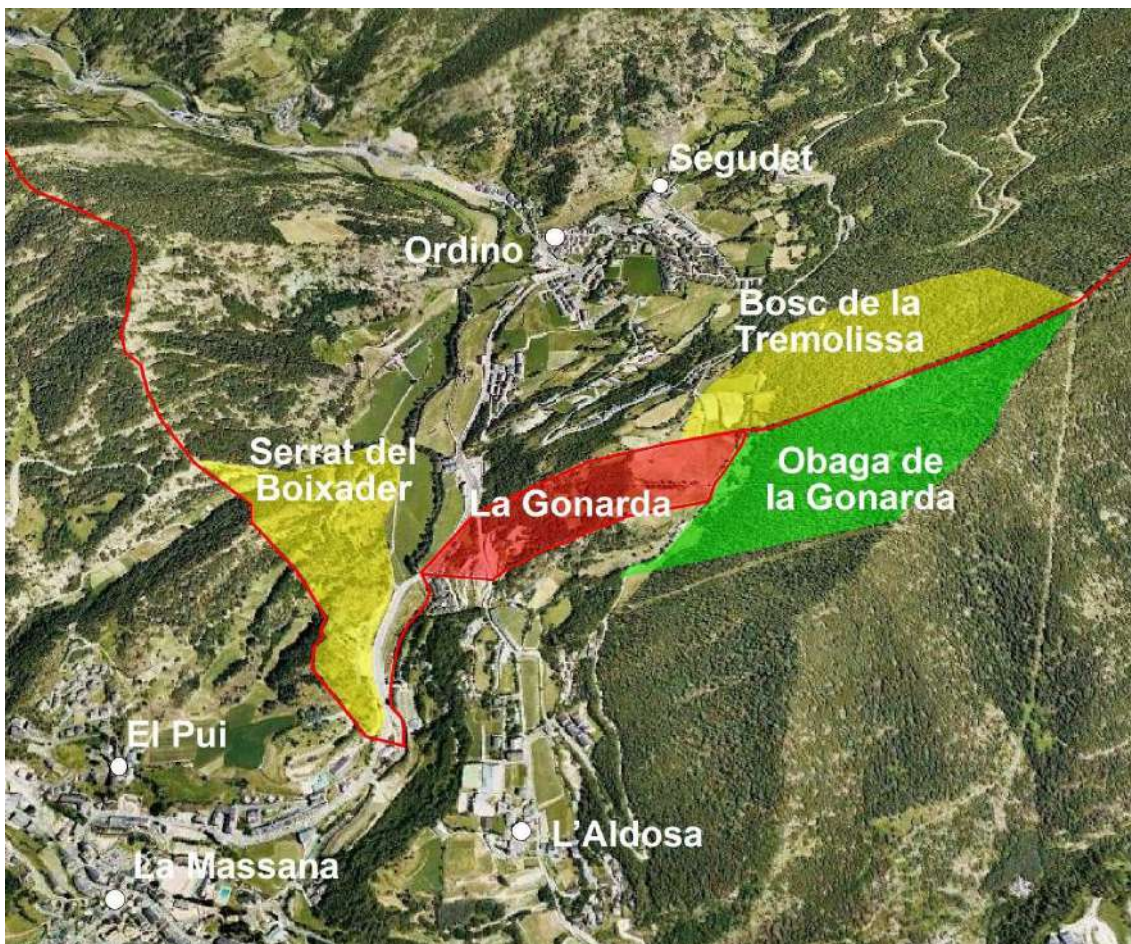 Segudet
Ordino
Bosc de la
Tremolissa
Serrat del
Boixader
La Gonarda
Obaga de
la Gonarda
El Pui
L'Aldosa
La Massana